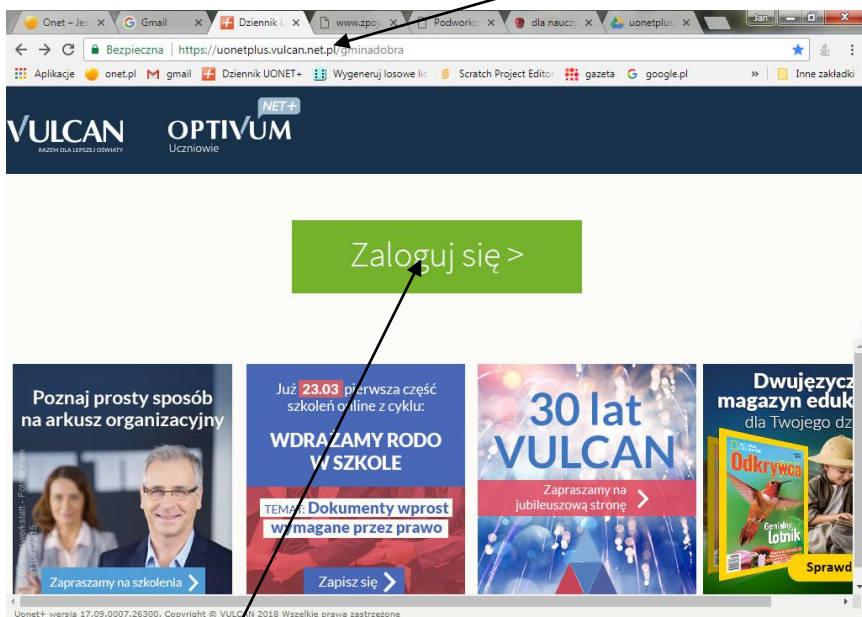 Onet – Jes
Gmail
Dziennik U
www.zpoj
Podworko
dla nauczy
uonetplus
Jan
Bezpieczna | https://uonetplus.vulcan.net.pl/gminadobra
Aplikacje onet.pl gmail Dziennik UONET+ Wygeneruj losowe lic Scratch Project Editor gazeta google.pl » Inne zakładki
VULCAN
RAZEM DLA LEPSZEJ OŚWIATY
NET+
OPTIVUM
Uczniowie
Zaloguj się >
Poznaj prosty sposób
na arkusz organizacyjny
Zapraszamy na szkolenia
Już 23.03 pierwsza część
szkoleń online z cyklu:
WDRAŻAMY RODO
W SZKOLE
TEMAT: Dokumenty wprost
wymagane przez prawo
Zapisz się
30 lat
VULCAN
Zapraszamy na
jubileuszową stronę
Dwujęzycz
magazyn eduk
dla Twojego dz
Odkrywca
Genialny
lotnik
Sprawd
Uonet+ wersja 17.09.0007.26300. Copyright © VULCAN 2018 Wszelkie prawa zastrzeżone